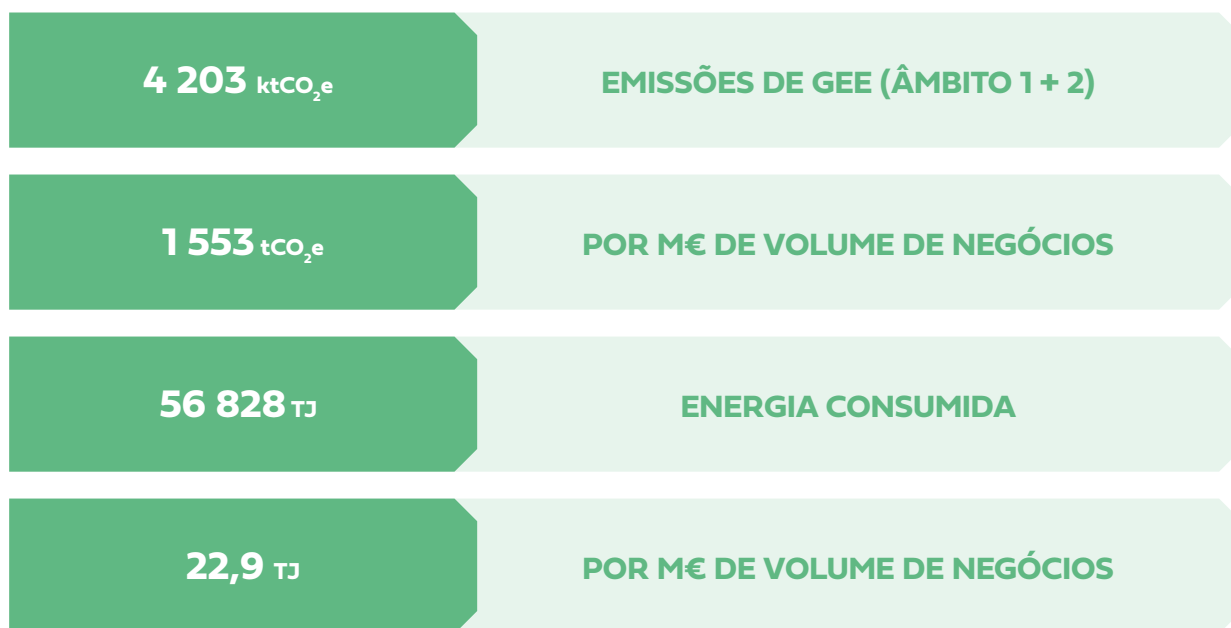 4 203 ktCO₂e
EMISSÕES DE GEE (ÂMBITO 1 + 2)
1 553 tCO₂e
POR M€ DE VOLUME DE NEGÓCIOS
56 828 TJ
ENERGIA CONSUMIDA
22,9 TJ
POR M€ DE VOLUME DE NEGÓCIOS